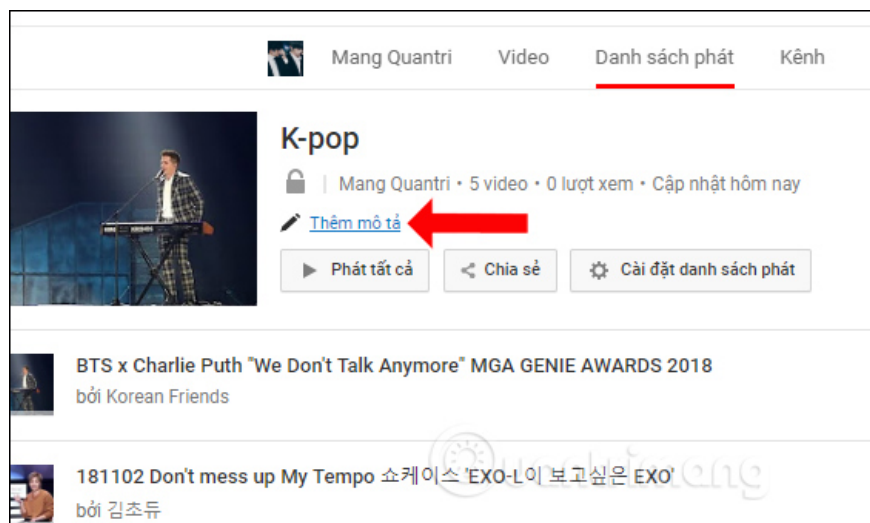 Mang Quantri Video Danh sách phát Kênh
K-pop
Mang Quantri • 5 video • 0 lượt xem • Cập nhật hôm nay
Thêm mô tả
Phát tất cả Chia sẻ Cài đặt danh sách phát
BTS x Charlie Puth "We Don't Talk Anymore" MGA GENIE AWARDS 2018
bởi Korean Friends
181102 Don't mess up My Tempo 쇼케이스 'EXO-L이 보고싶은 EXO'
bởi 김초듀
Quantrimang